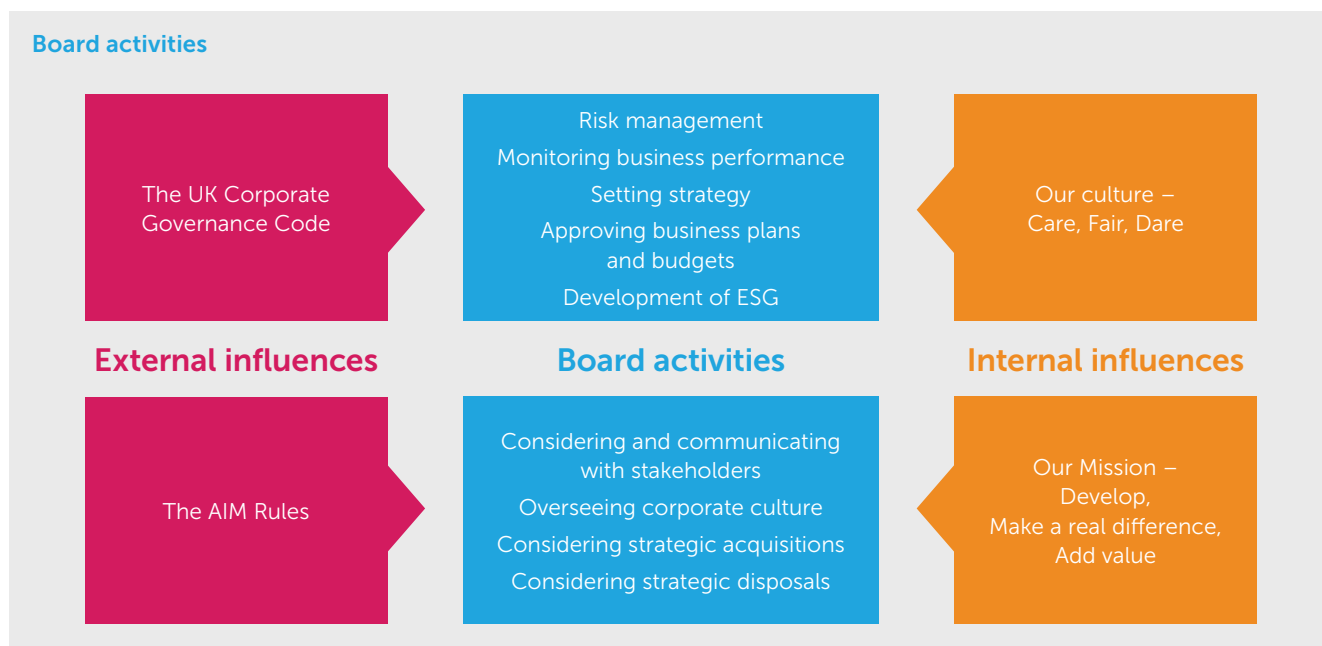 Board activities
The UK Corporate
Governance Code
Risk management
Monitoring business performance
Setting strategy
Approving business plans
and budgets
Development of ESG
Our culture –
Care, Fair, Dare
External influences
Board activities
Internal influences
The AIM Rules
Considering and communicating
with stakeholders
Overseeing corporate culture
Considering strategic acquisitions
Considering strategic disposals
Our Mission –
Develop,
Make a real difference,
Add value